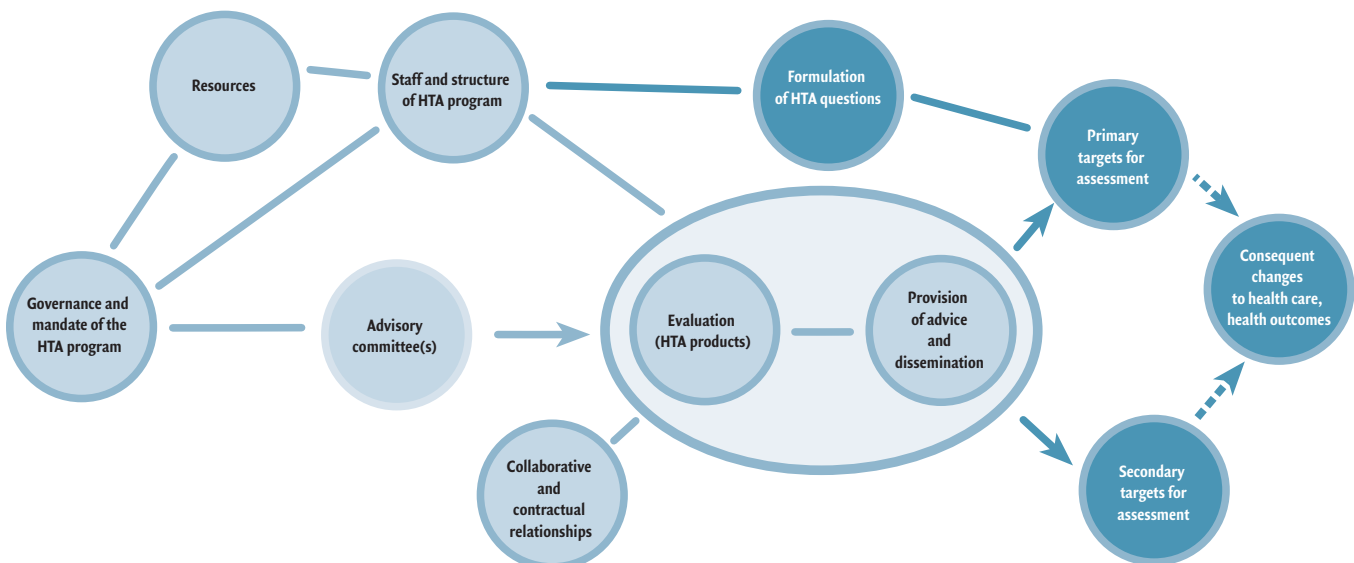 Resources
Staff and structure
of HTA program
Formulation
of HTA questions
Primary
targets for
assessment
Governance and
mandate of the
HTA program
Advisory
committee(s)
Evaluation
(HTA products)
Provision
of advice
and
dissemination
Consequent
changes
to health care,
health outcomes
Collaborative
and
contractual
relationships
Secondary
targets for
assessment